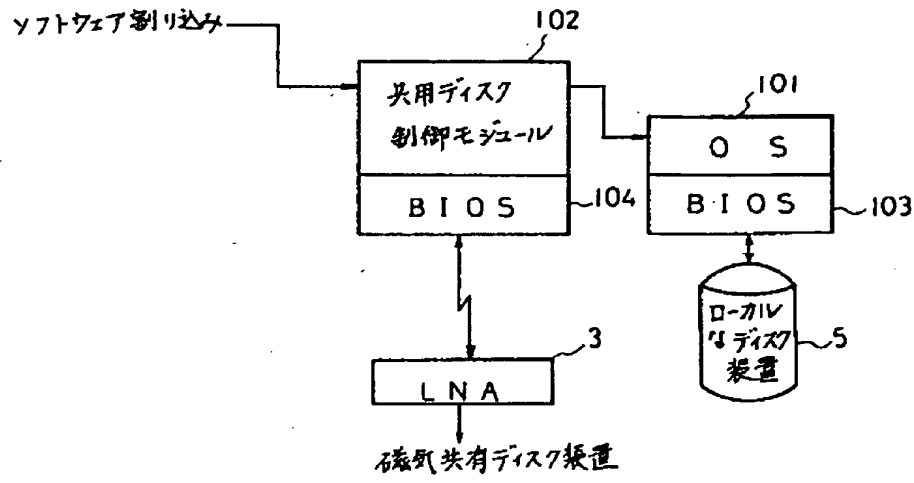 ソフトウェア割り込み
102
共用ディスク
制御モジュール
BIOS
104
101
OS
BIOS
103
ローカル
なディスク
装置
5
3
LNA
磁気共有ディスク装置